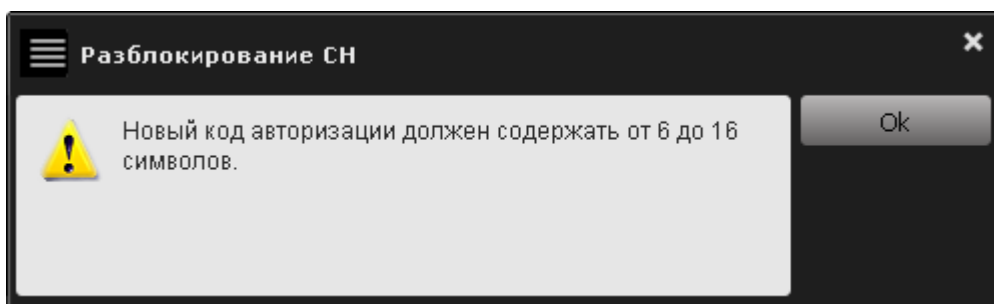 Разблокирование СН
Новый код авторизации должен содержать от 6 до 16
символов.
Ok